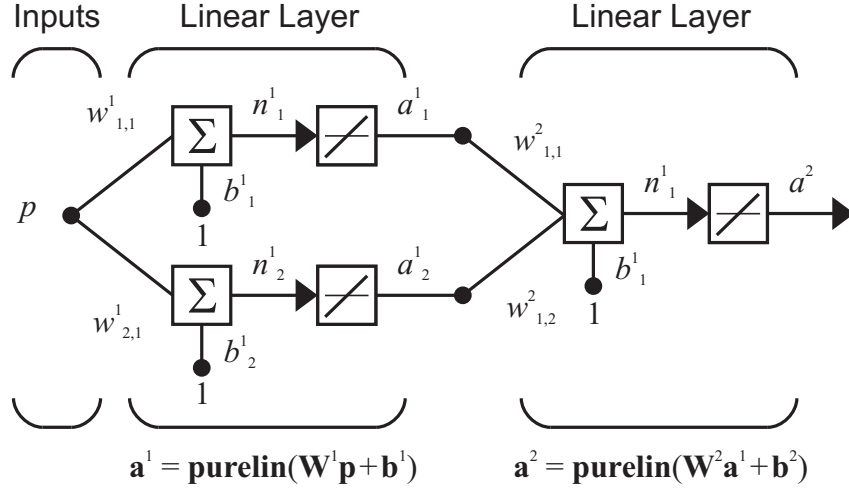 Inputs Linear Layer Linear Layer
w¹₁,₁ n¹₁ a¹₁ w²₁,₁
b¹₁
1
p n¹₁ a²
b¹₁
1
w¹₂,₁ n¹₂ a¹₂ w²₁,₂
b¹₂
1
Σ
Σ
Σ
a¹ = purelin(W¹p+b¹) a² = purelin(W²a¹+b²)